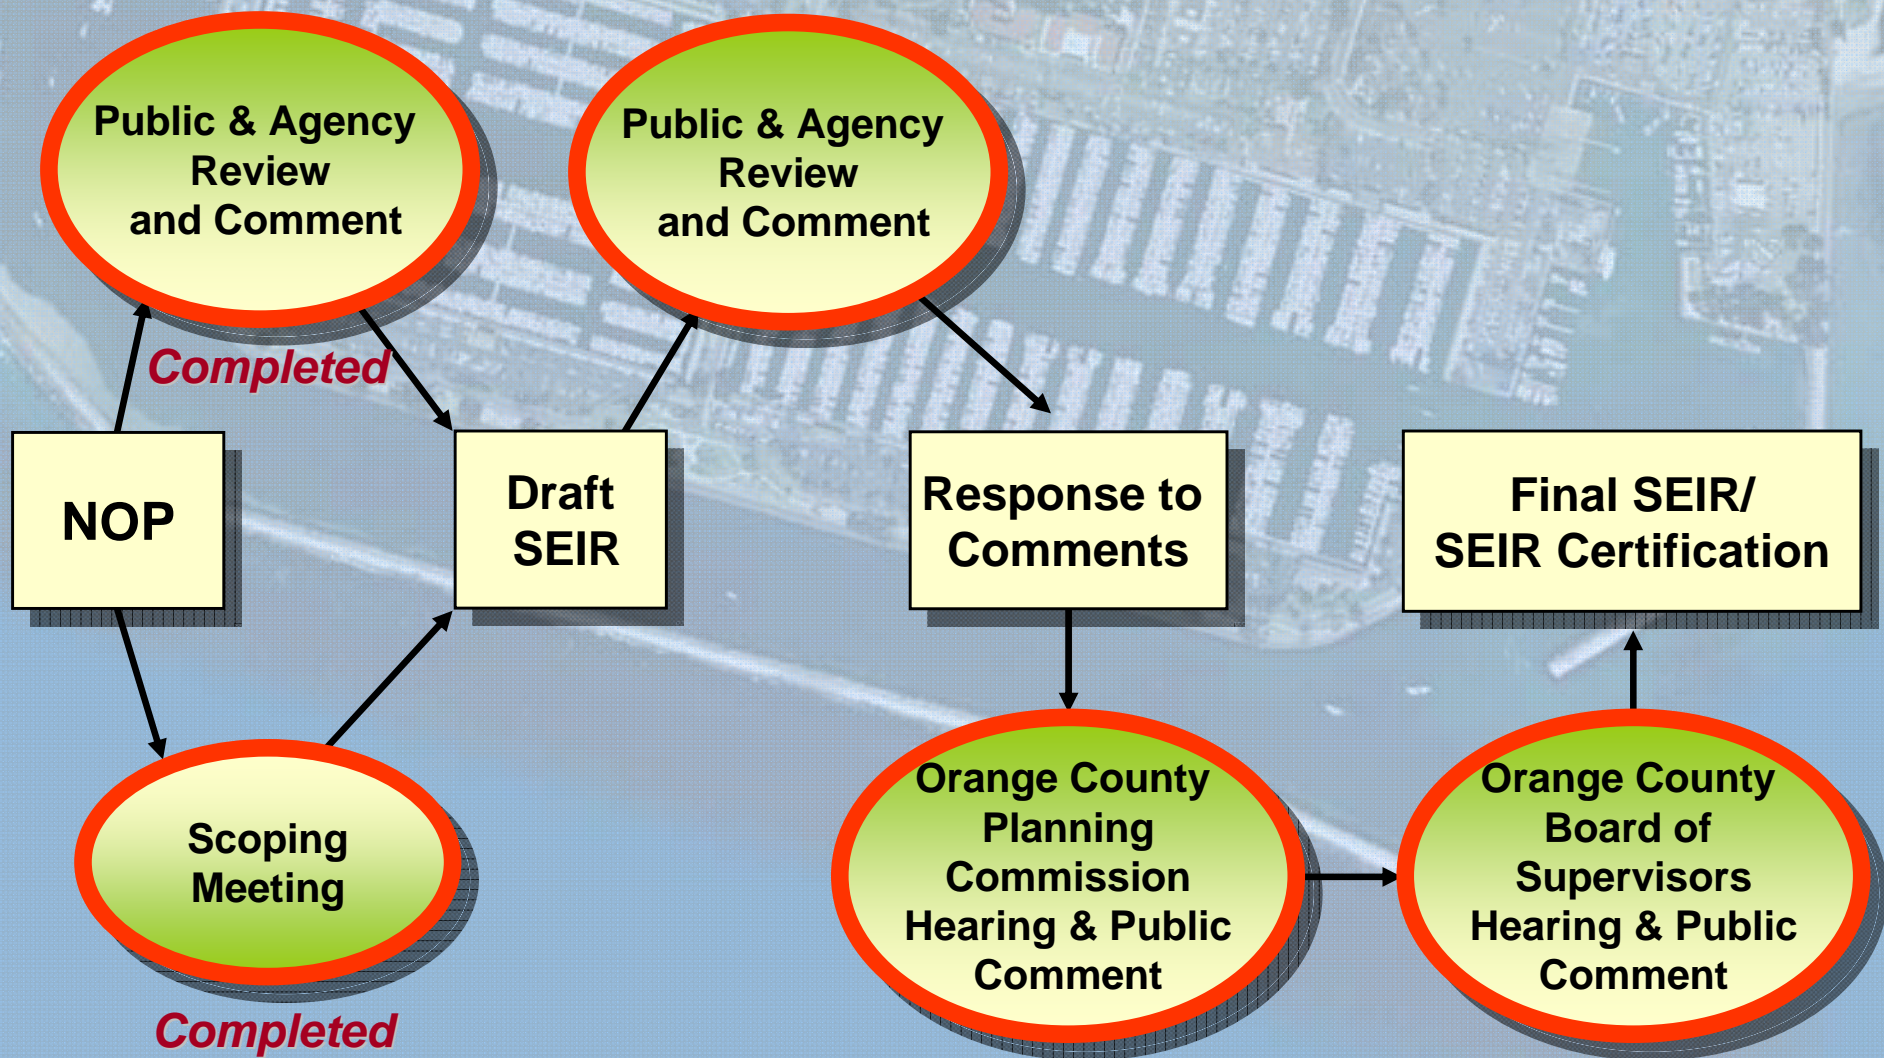 Public & Agency
Review
and Comment
Completed
Public & Agency
Review
and Comment
NOP
Draft
SEIR
Response to
Comments
Final SEIR/
SEIR Certification
Scoping
Meeting
Completed
Orange County
Planning
Commission
Hearing & Public
Comment
Orange County
Board of
Supervisors
Hearing & Public
Comment